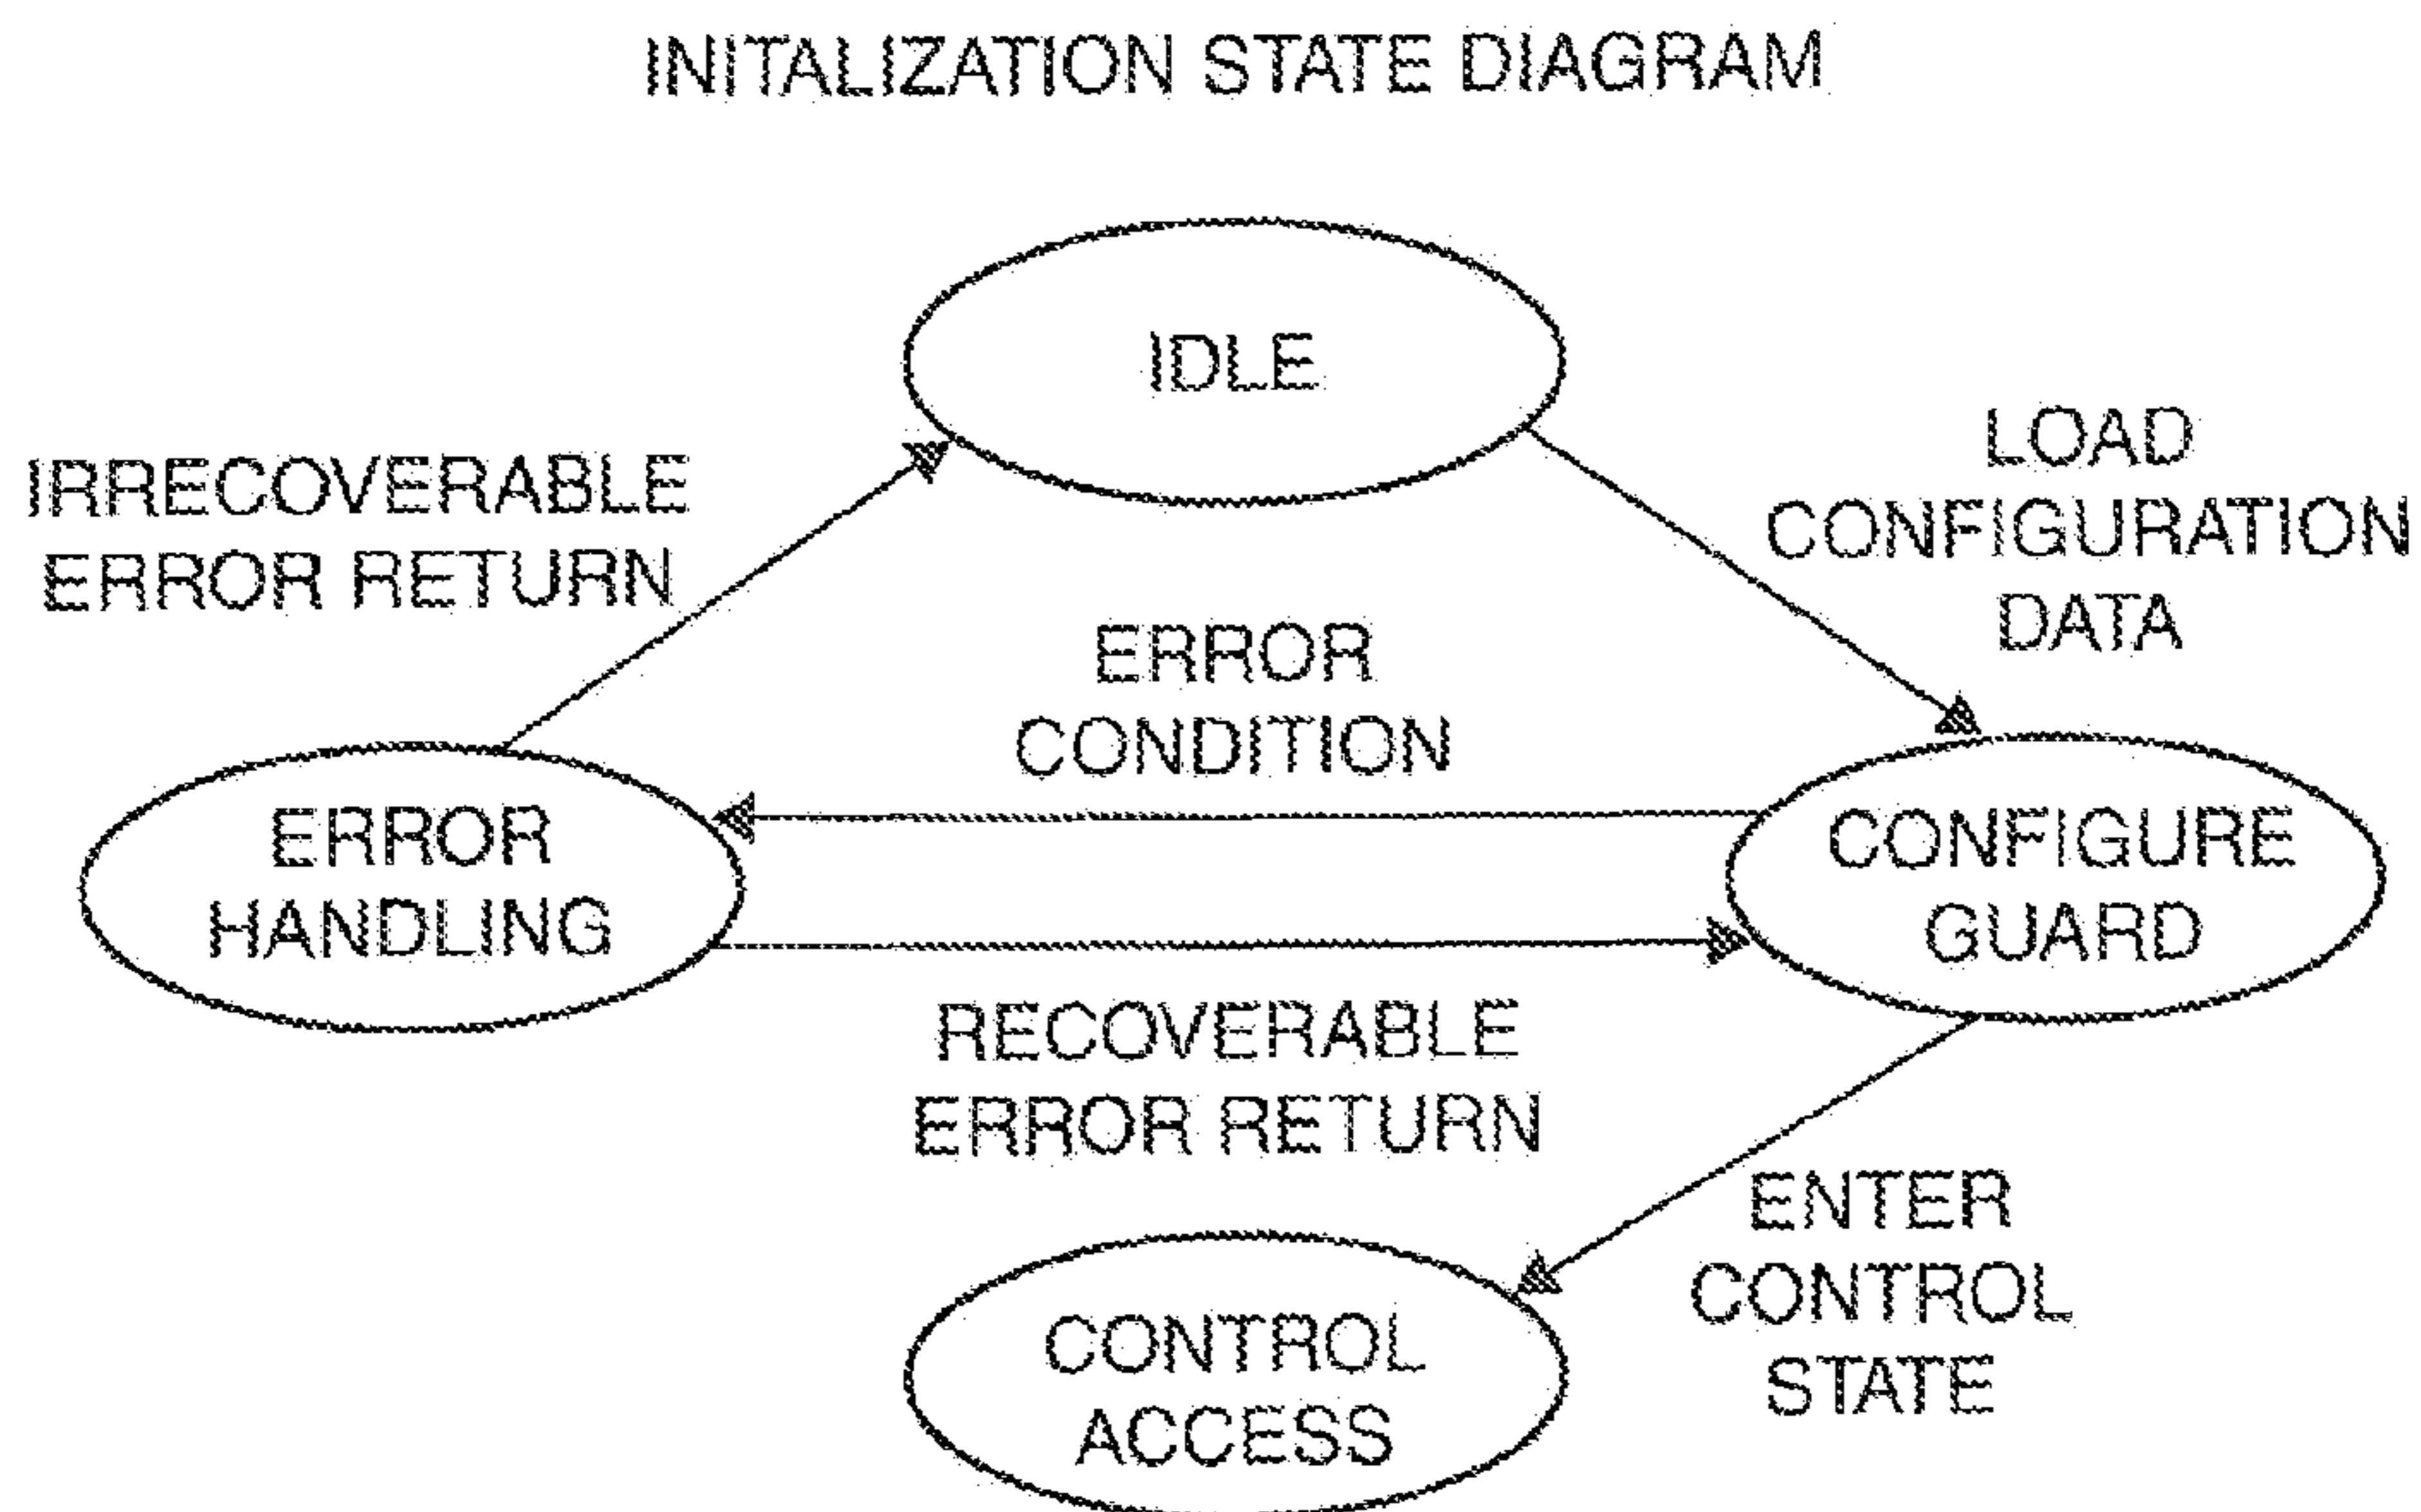 INITALIZATION STATE DIAGRAM
IDLE
LOAD
CONFIGURATION
DATA
IRRECOVERABLE
ERROR RETURN
ERROR
CONDITION
ERROR
HANDLING
CONFIGURE
GUARD
RECOVERABLE
ERROR RETURN
ENTER
CONTROL
STATE
CONTROL
ACCESS